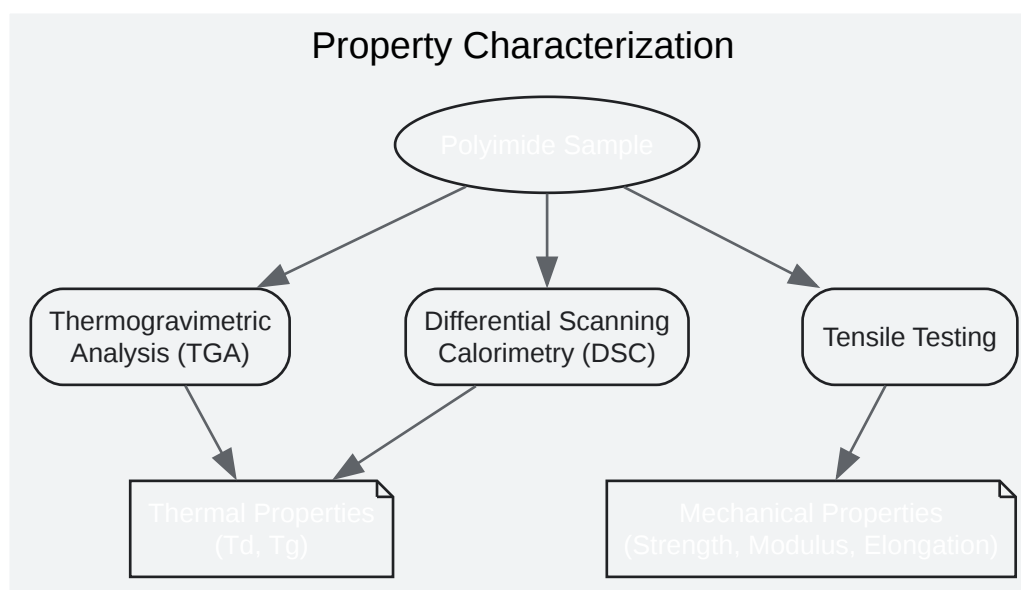 Property Characterization
Polyimide Sample
Thermogravimetric
Analysis (TGA)
Differential Scanning
Calorimetry (DSC)
Tensile Testing
Thermal Properties
(Td, Tg)
Mechanical Properties
(Strength, Modulus, Elongation)